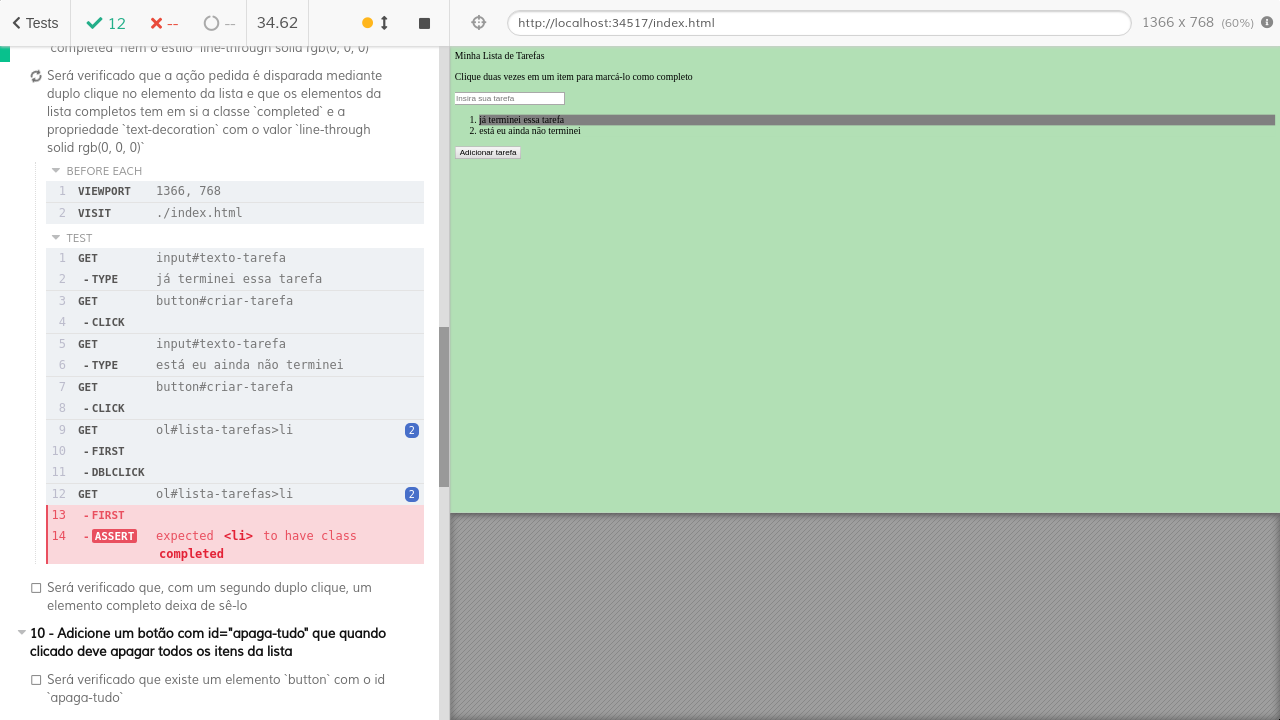 Tests
12
--
--
34.62
completed` nem o estilo `line-through solid rgb(0, 0, 0)`
Será verificado que a ação pedida é disparada mediante
duplo clique no elemento da lista e que os elementos da
lista completos tem em si a classe `completed` e a
propriedade `text-decoration` com o valor `line-through
solid rgb(0, 0, 0)`
BEFORE EACH
1 VIEWPORT 1366, 768
2 VISIT ./index.html
TEST
1 GET input#texto-tarefa
2 -TYPE já terminei essa tarefa
3 GET button#criar-tarefa
4 -CLICK
5 GET input#texto-tarefa
6 -TYPE está eu ainda não terminei
7 GET button#criar-tarefa
8 -CLICK
9 GET ol#lista-tarefas>li 2
10 -FIRST
11 -DBLCLICK
12 GET ol#lista-tarefas>li 2
13 -FIRST
14 -ASSERT expected <li> to have class
completed
Será verificado que, com um segundo duplo clique, um
elemento completo deixa de sê-lo
10 - Adicione um botão com id="apaga-tudo" que quando
clicado deve apagar todos os itens da lista
Será verificado que existe um elemento `button` com o id
`apaga-tudo`
http://localhost:34517/index.html
1366 x 768 (60%)
Minha Lista de Tarefas
Clique duas vezes em um item para marcá-lo como completo
Insira sua tarefa
1. já terminei essa tarefa
2. está eu ainda não terminei
Adicionar tarefa